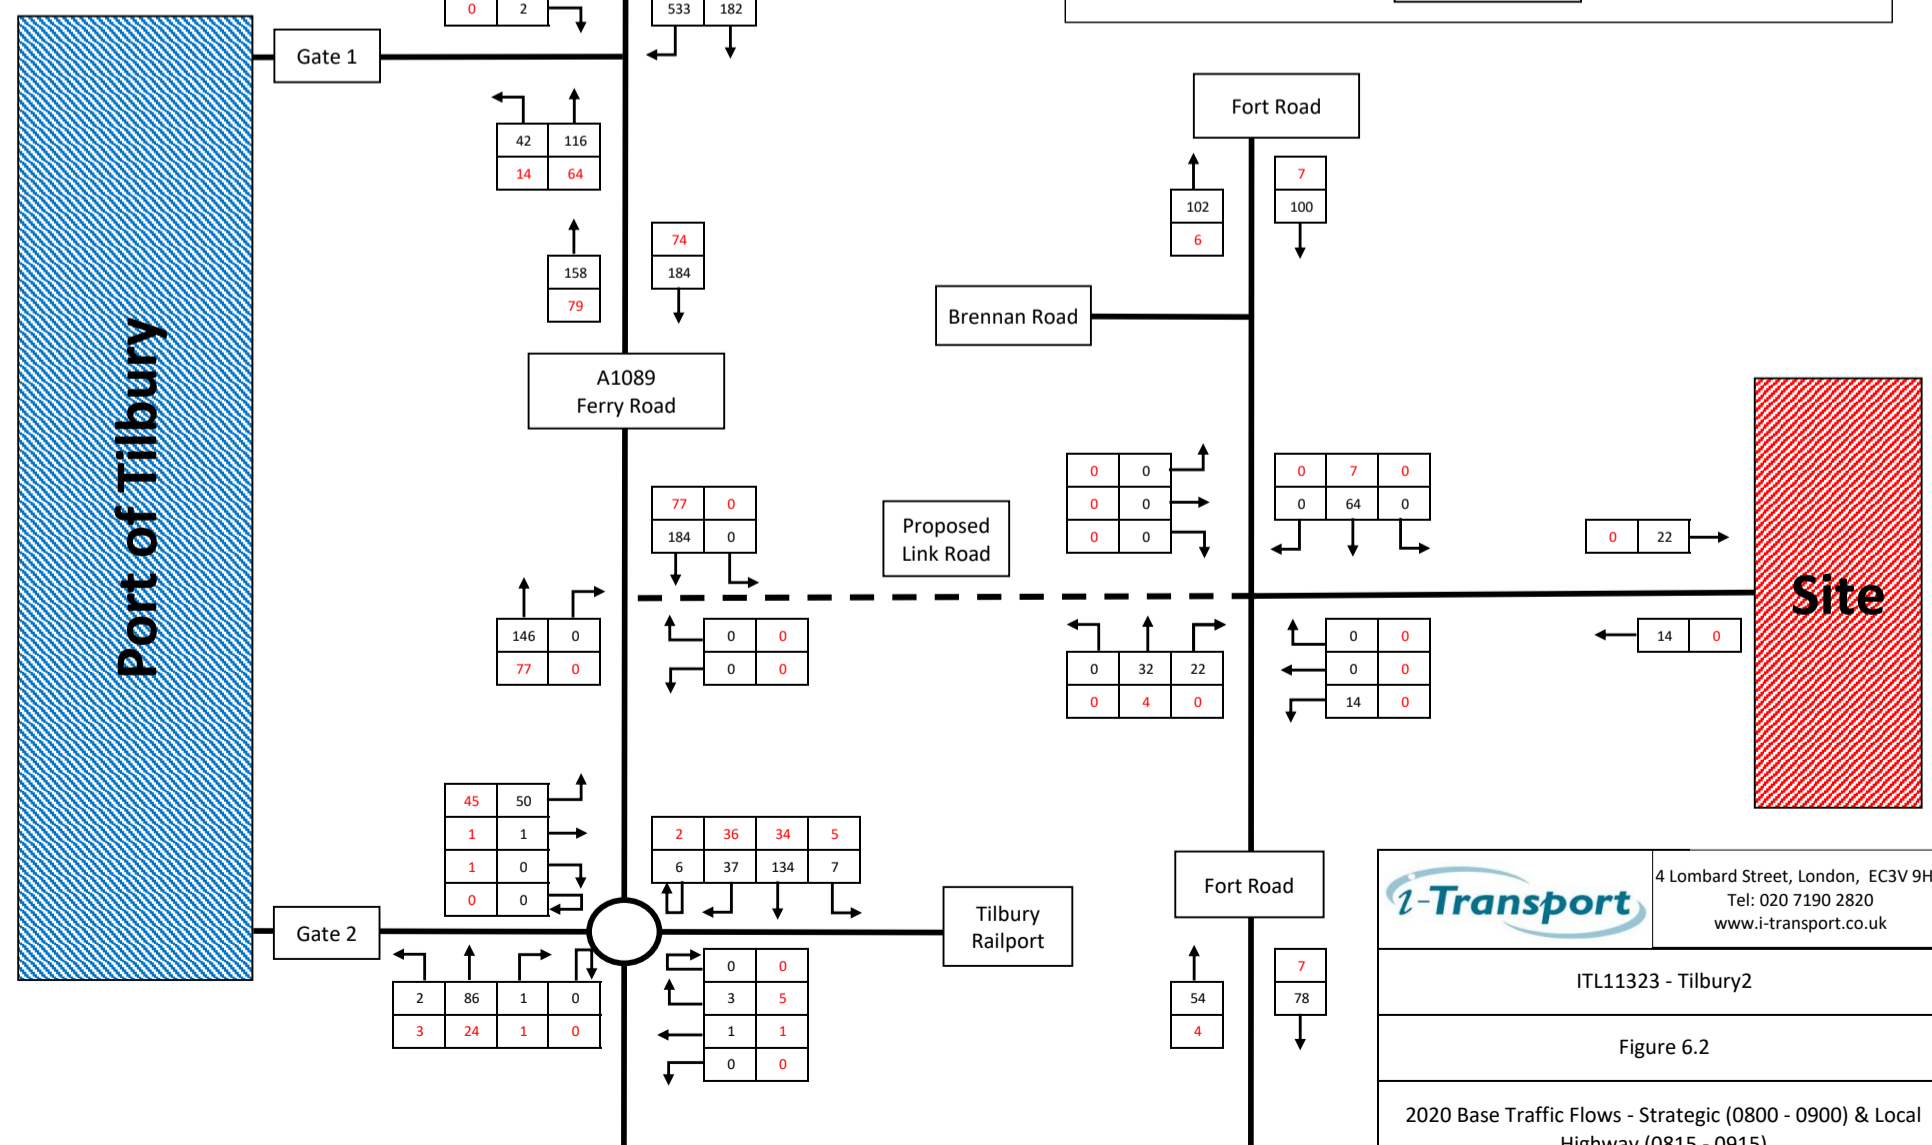 0 2
533 182
Gate 1
42 116
14 64
Fort Road
102
6
7
100
158
79
74
184
Brennan Road
A1089
Ferry Road
Port of Tilbury
77 0
184 0
Proposed
Link Road
0 0
0 0
0 0
0 7 0
0 64 0
0 22
Site
146 0
77 0
0 0
0 0
0 32 22
0 4 0
0 0
0 0
14 0
14 0
45 50
1 1
1 0
0 0
2 36 34 5
6 37 134 7
Gate 2
Tilbury
Railport
Fort Road
2 86 1 0
3 24 1 0
0 0
3 5
1 1
0 0
54
4
7
78
i-Transport
4 Lombard Street, London, EC3V 9H
Tel: 020 7190 2820
www.i-transport.co.uk
ITL11323 - Tilbury2
Figure 6.2
2020 Base Traffic Flows - Strategic (0800 - 0900) & Local
Highway (0815 - 0915)